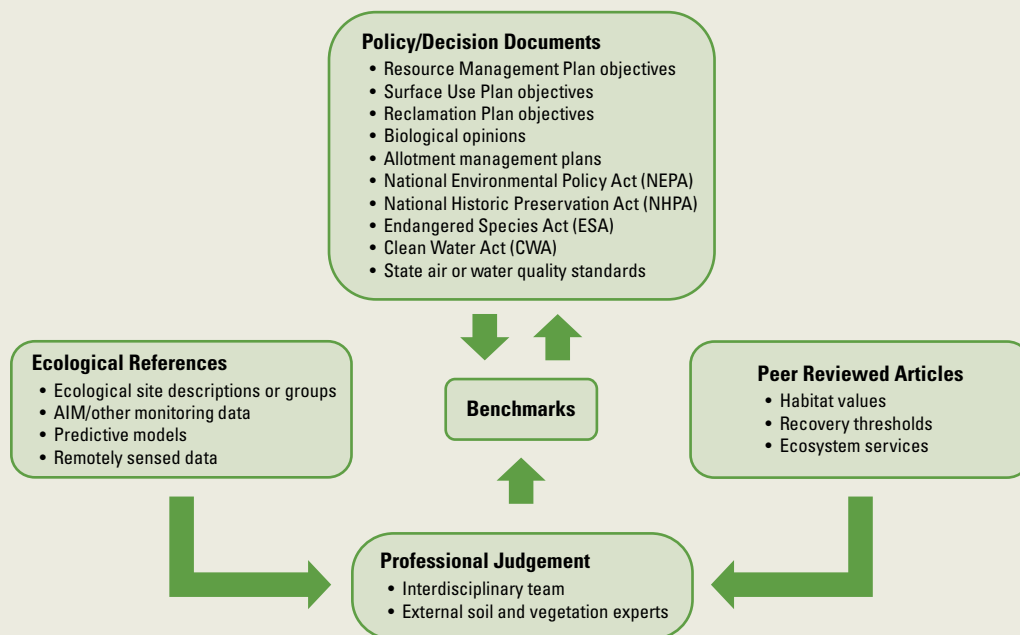 Policy/Decision Documents
• Resource Management Plan objectives
• Surface Use Plan objectives
• Reclamation Plan objectives
• Biological opinions
• Allotment management plans
• National Environmental Policy Act (NEPA)
• National Historic Preservation Act (NHPA)
• Endangered Species Act (ESA)
• Clean Water Act (CWA)
• State air or water quality standards
Ecological References
• Ecological site descriptions or groups
• AIM/other monitoring data
• Predictive models
• Remotely sensed data
Benchmarks
Peer Reviewed Articles
• Habitat values
• Recovery thresholds
• Ecosystem services
Professional Judgement
• Interdisciplinary team
• External soil and vegetation experts